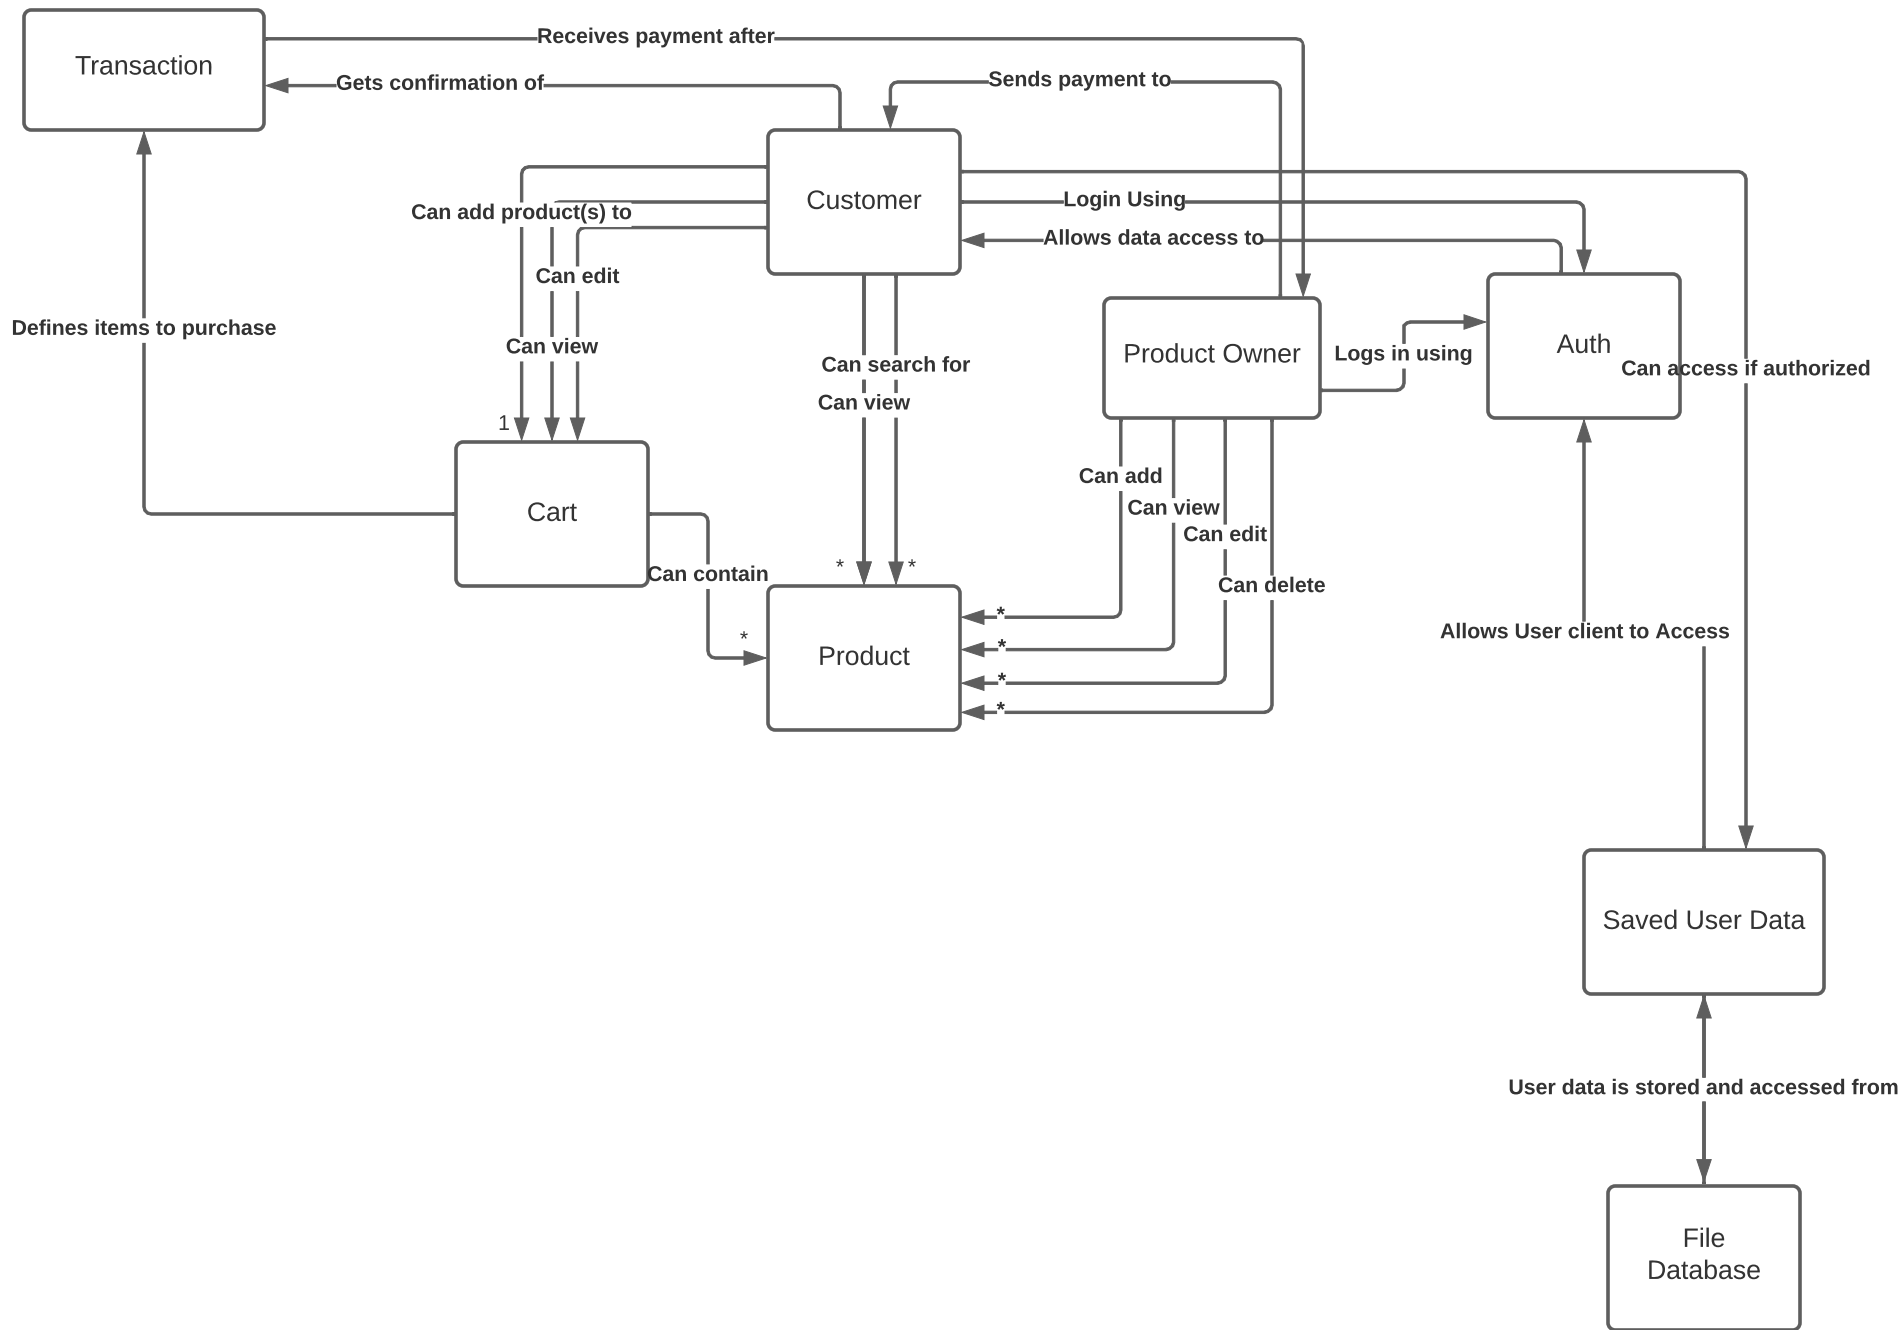 Receives payment after
Transaction
Gets confirmation of
Sends payment to
Customer
Login Using
Can add product(s) to
Allows data access to
Can edit
Defines items to purchase
Can view
Can search for
Can view
Product Owner
Logs in using
Auth
Can access if authorized
1
Cart
Can add
Can view
Can edit
Can contain
*
*
Can delete
*
Product
*
*
*
*
Allows User client to Access
Saved User Data
User data is stored and accessed from
File
Database